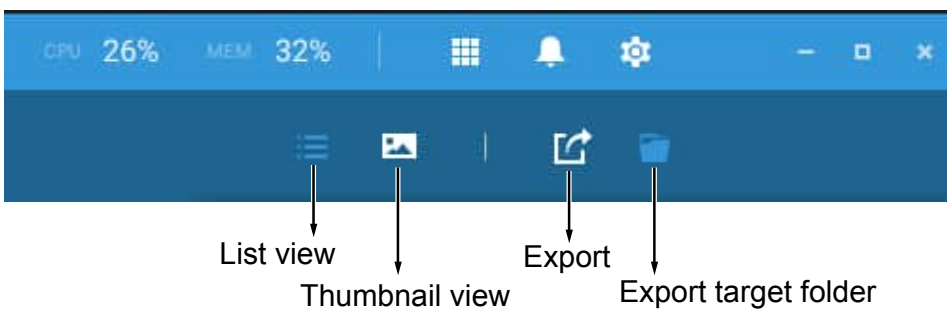 CPU 26% MEM 32%
List view
Export
Thumbnail view
Export target folder